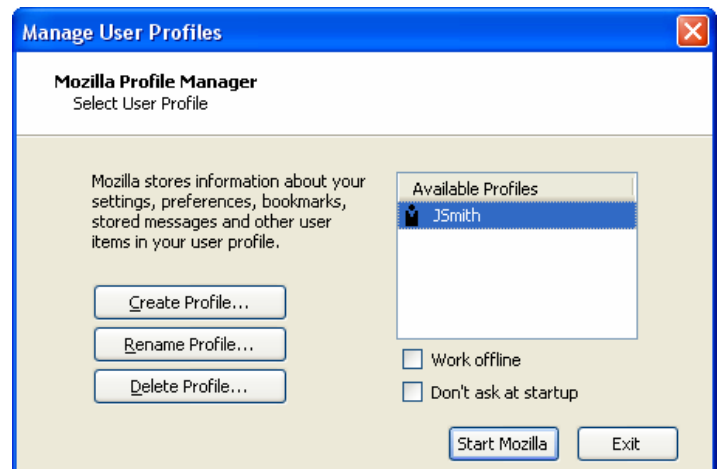 Manage User Profiles
Mozilla Profile Manager
Select User Profile
Mozilla stores information about your
settings, preferences, bookmarks,
stored messages and other user
items in your user profile.
Available Profiles
JSmith
Create Profile...
Rename Profile...
Delete Profile...
Work offline
Don't ask at startup
Start Mozilla
Exit